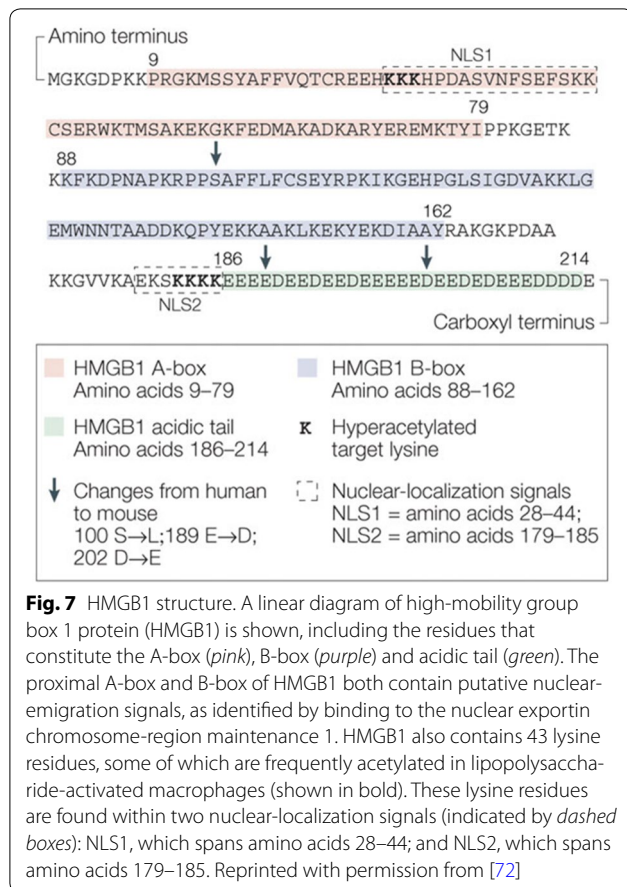 Amino terminus
9
NLS1
MGKGDPKKPRGKMSSYAFFVQTCREEHKKKHPDASVNFSEFSKK
79
CSERWKTMSAKEKGKFEDMAKADKARYEREMKTYIPPKGETK
88
KKFKDPNAPKRPPSAFFLFCSEYRPKIKGEHPGLSIGDVAKKLG
162
EMWNNTAADDKQPYEKKAAKLKEKYEKDIAAYRAKGKPDAA
186
214
KKGVVKAEKSKKKKEEEEDEEDEEDEEEEEDEEDEDEEEDDDDE
NLS2
Carboxyl terminus
HMGB1 A-box
Amino acids 9–79
HMGB1 B-box
Amino acids 88–162
HMGB1 acidic tail
Amino acids 186–214
K Hyperacetylated
target lysine
Changes from human
to mouse
100 S→L;189 E→D;
202 D→E
Nuclear-localization signals
NLS1 = amino acids 28–44;
NLS2 = amino acids 179–185
Fig. 7 HMGB1 structure. A linear diagram of high-mobility group
box 1 protein (HMGB1) is shown, including the residues that
constitute the A-box (pink), B-box (purple) and acidic tail (green). The
proximal A-box and B-box of HMGB1 both contain putative nuclear-
emigration signals, as identified by binding to the nuclear exportin
chromosome-region maintenance 1. HMGB1 also contains 43 lysine
residues, some of which are frequently acetylated in lipopolysaccha-
ride-activated macrophages (shown in bold). These lysine residues
are found within two nuclear-localization signals (indicated by dashed
boxes): NLS1, which spans amino acids 28–44; and NLS2, which spans
amino acids 179–185. Reprinted with permission from [72]